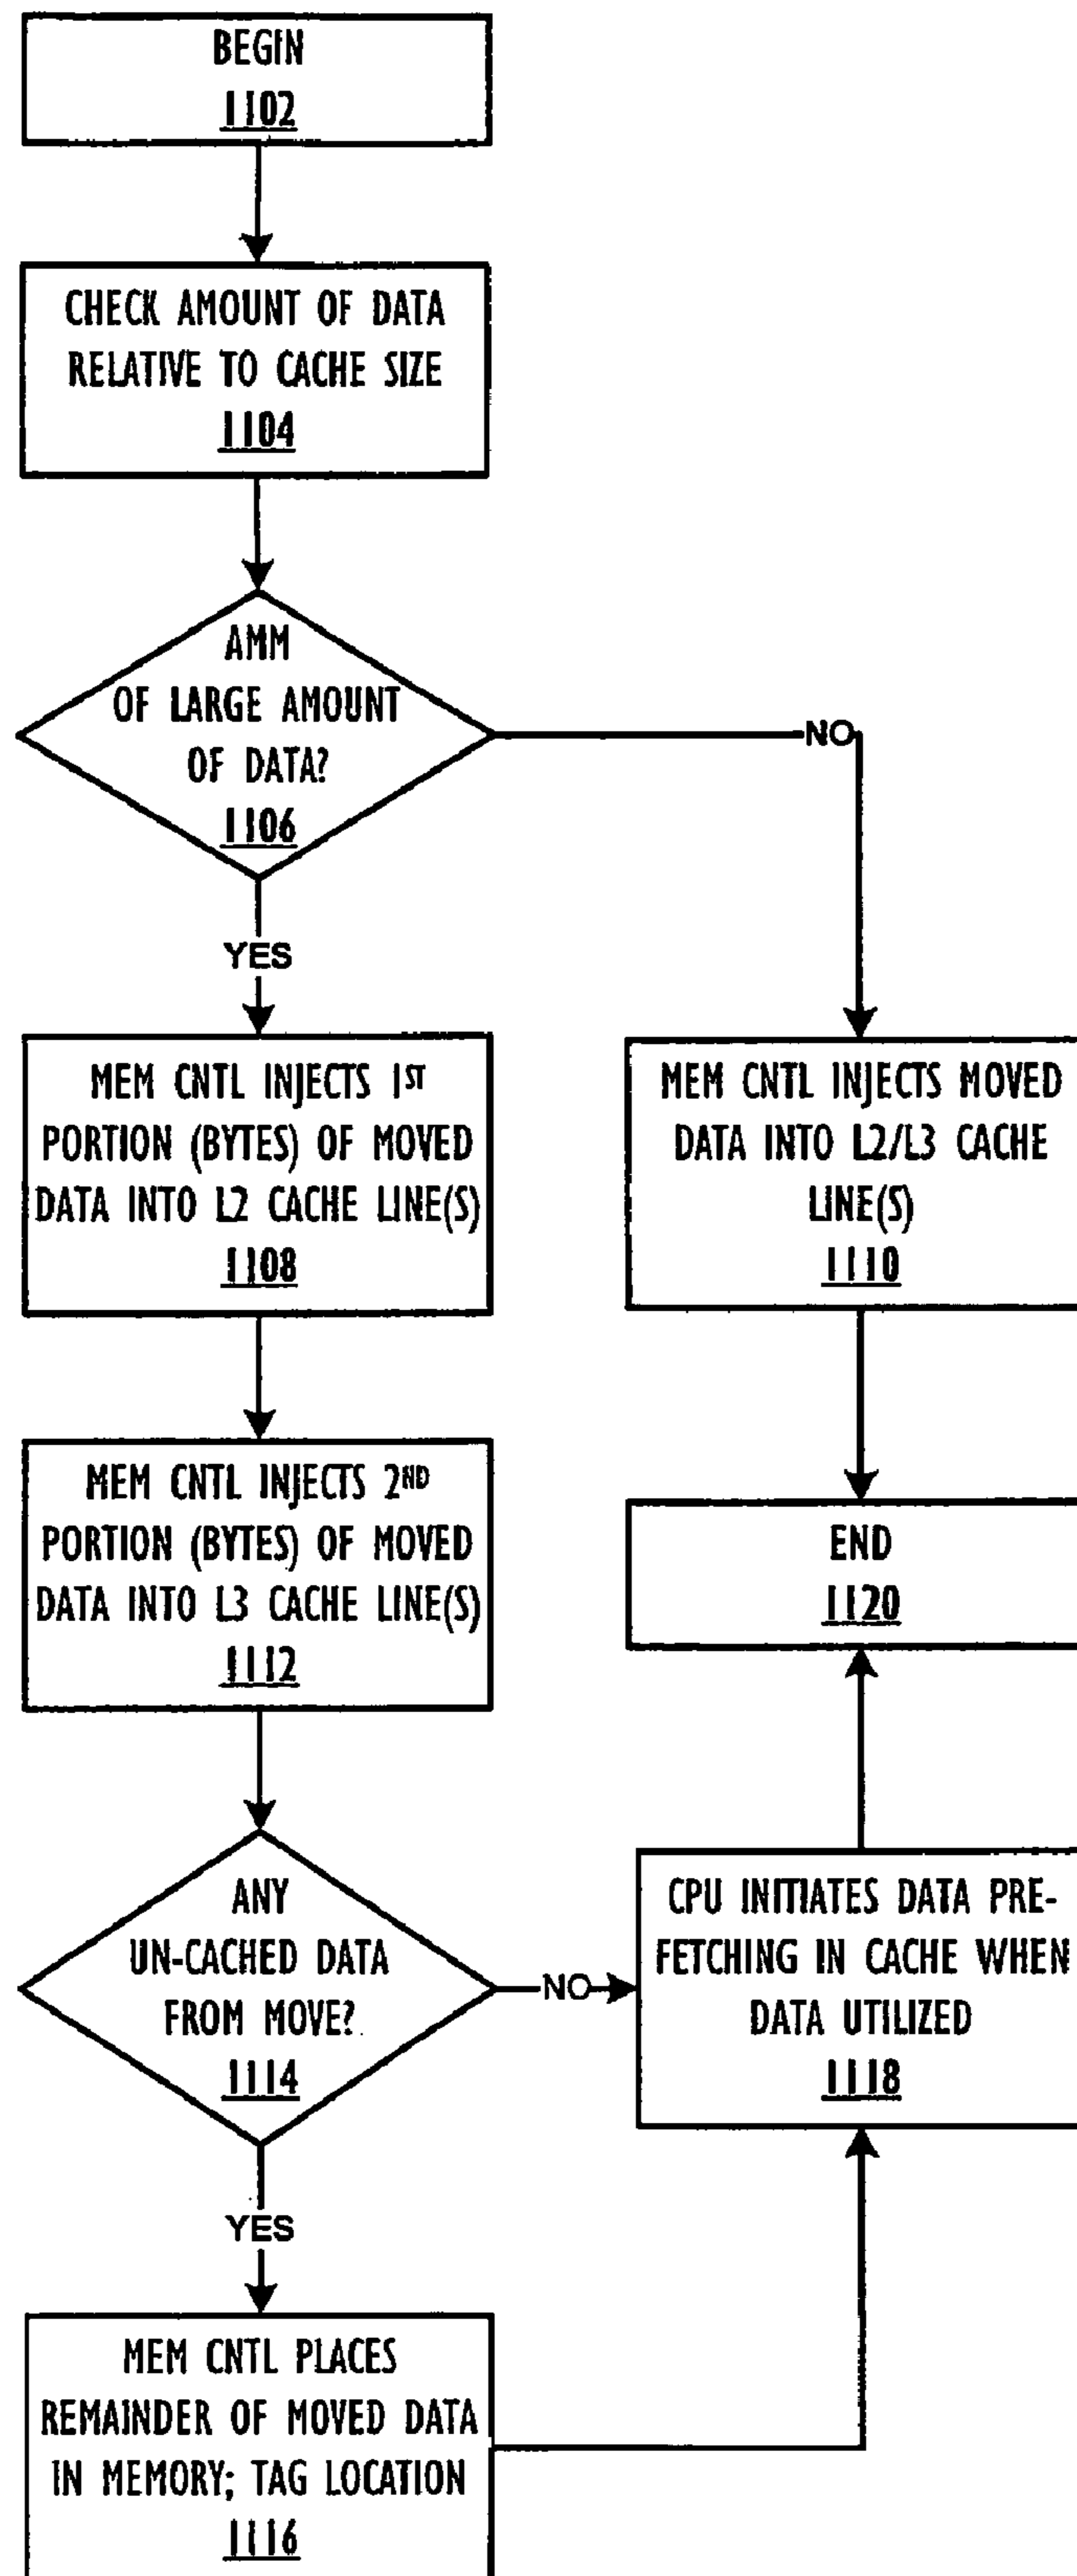 BEGIN
1102
CHECK AMOUNT OF DATA
RELATIVE TO CACHE SIZE
1104
AMM
OF LARGE AMOUNT
OF DATA?
1106
NO
YES
MEM CNTL INJECTS 1ST
PORTION (BYTES) OF MOVED
DATA INTO L2 CACHE LINE(S)
1108
MEM CNTL INJECTS MOVED
DATA INTO L2/L3 CACHE
LINE(S)
1110
MEM CNTL INJECTS 2ND
PORTION (BYTES) OF MOVED
DATA INTO L3 CACHE LINE(S)
1112
END
1120
ANY
UN-CACHED DATA
FROM MOVE?
1114
NO
CPU INITIATES DATA PRE-
FETCHING IN CACHE WHEN
DATA UTILIZED
1118
YES
MEM CNTL PLACES
REMAINDER OF MOVED DATA
IN MEMORY; TAG LOCATION
1116